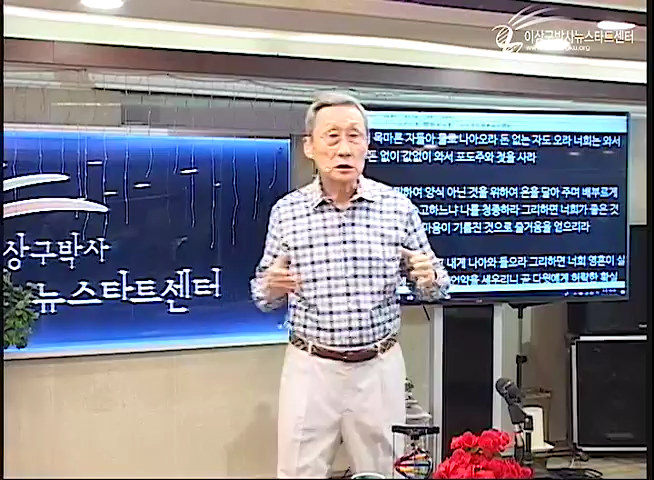 이상구박사뉴스타트센터
목마른 자들아
나아오라 돈 없는 자도 오라 너희는 와서
돈 없이 값없이 와서 포도주와 젖을 사라
양식 아닌 것을 위하여 은을 달아 주며 배부르게
나를 청종하라 그리하면 너희가 좋은 것
기름진 것으로 즐거움을 얻으리라
내게 나아와 들으라 그리하면 너희 영혼이 살
언약을 세우리니 곧 다윗에게 허락한 확실
상구박사
뉴스타트센터